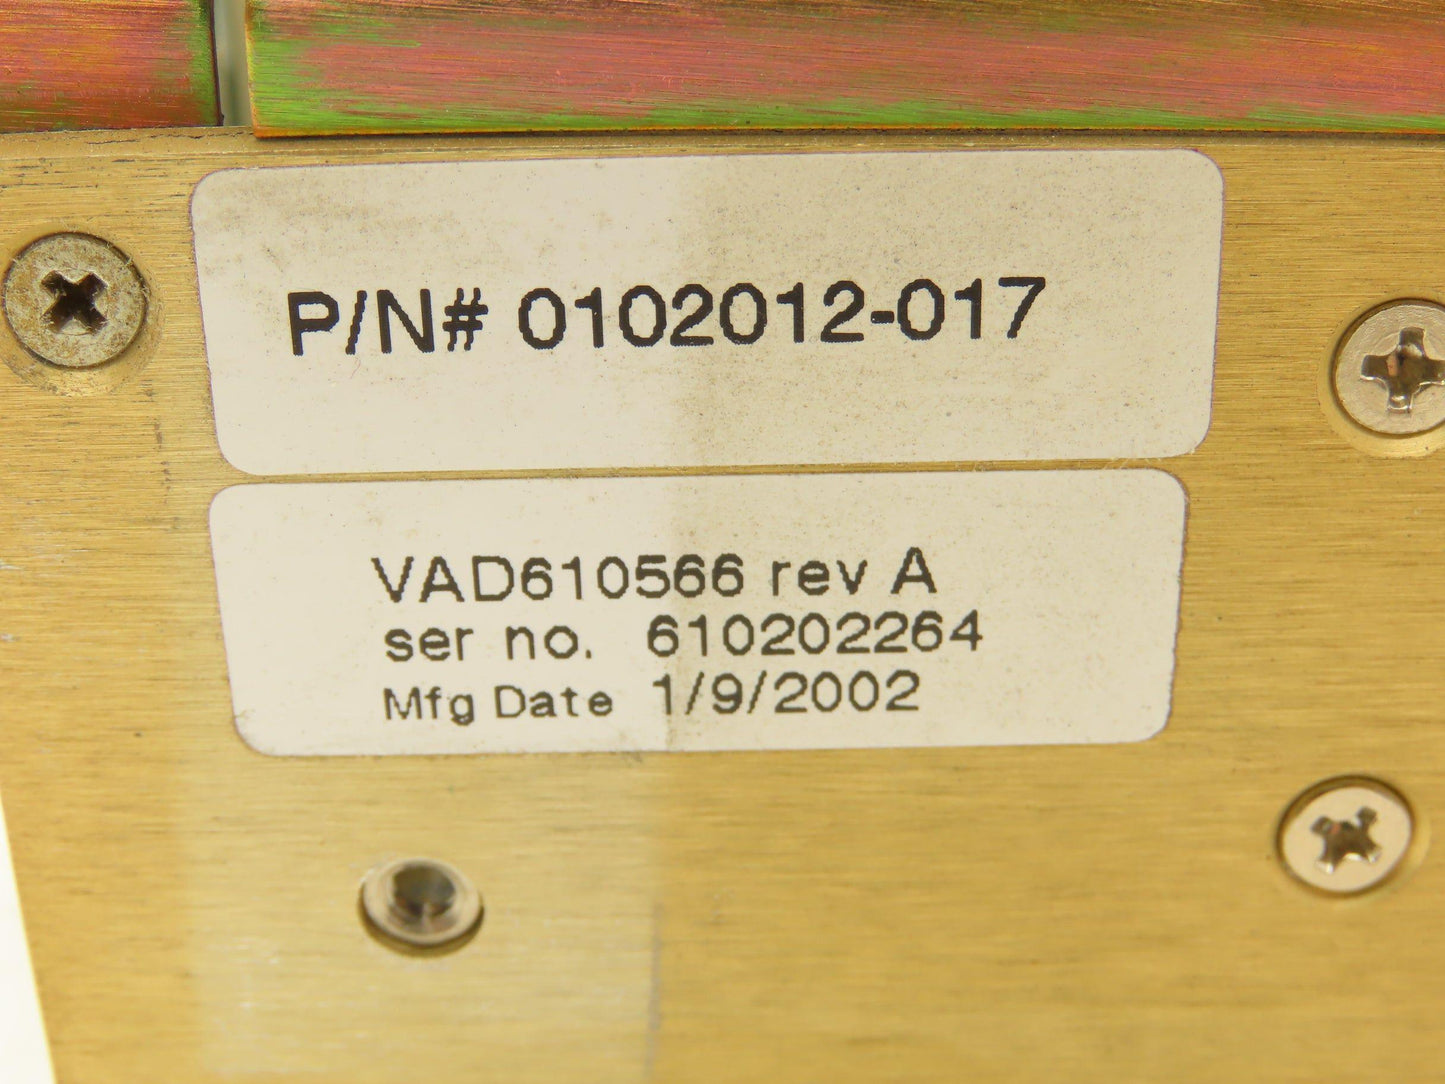 P/N# 0102012-017
VAD610566 rev A
ser no. 610202264
Mfg Date 1/9/2002